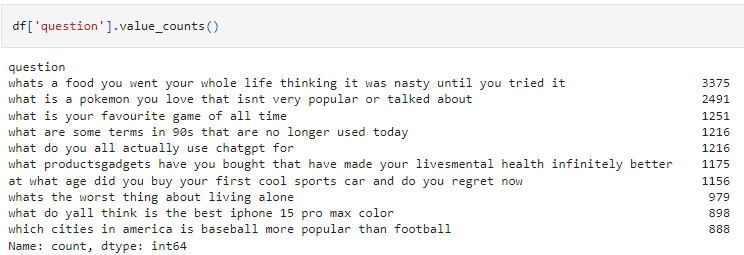 df['question'].value_counts()
question
whats a food you went your whole life thinking it was nasty until you tried it 3375
what is a pokemon you love that isnt very popular or talked about 2491
what is your favourite game of all time 1251
what are some terms in 90s that are no longer used today 1216
what do you all actually use chatgpt for 1216
what productsgadgets have you bought that have made your livesmental health infinitely better 1175
at what age did you buy your first cool sports car and do you regret now 1156
whats the worst thing about living alone 979
what do yall think is the best iphone 15 pro max color 898
which cities in america is baseball more popular than football 888
Name: count, dtype: int64